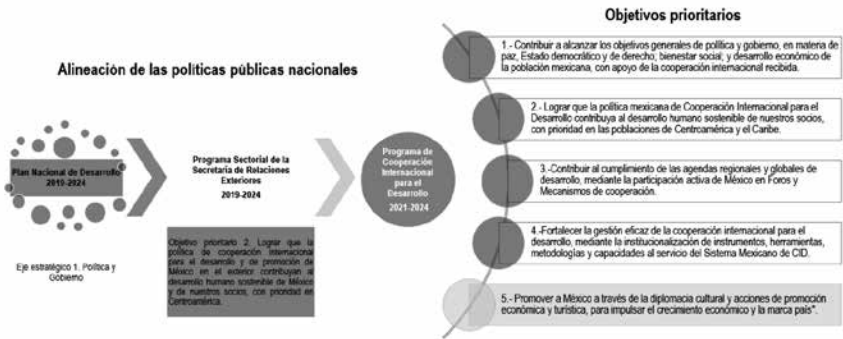 Alineación de las políticas públicas nacionales
Plan Nacional de Desarrollo
2019-2024
Eje estratégico 1. Política y
Gobierno
Programa Sectorial de la
Secretaría de Relaciones
Exteriores
2019-2024
Objetivo prioritario 2. Lograr que la
política de cooperación internacional
para el desarrollo y de promoción de
México en el exterior contribuyan al
desarrollo humano sostenible de México
y de nuestros socios, con prioridad en
Centroamérica.
Programa de
Cooperación
Internacional
para el
Desarrollo
2021-2024
Objetivos prioritarios
1.- Contribuir a alcanzar los objetivos generales de política y gobierno, en materia de
paz, Estado democrático y de derecho; bienestar social; y desarrollo económico de
la población mexicana, con apoyo de la cooperación internacional recibida.
2.- Lograr que la política mexicana de Cooperación Internacional para el
Desarrollo contribuya al desarrollo humano sostenible de nuestros socios,
con prioridad en las poblaciones de Centroamérica y el Caribe.
3.-Contribuir al cumplimiento de las agendas regionales y globales de
desarrollo, mediante la participación activa de México en Foros y
Mecanismos de cooperación.
4.-Fortalecer la gestión eficaz de la cooperación internacional para el
desarrollo, mediante la institucionalización de instrumentos, herramientas,
metodologías y capacidades al servicio del Sistema Mexicano de CID.
5.- Promover a México a través de la diplomacia cultural y acciones de promoción
económica y turística, para impulsar el crecimiento económico y la marca país".